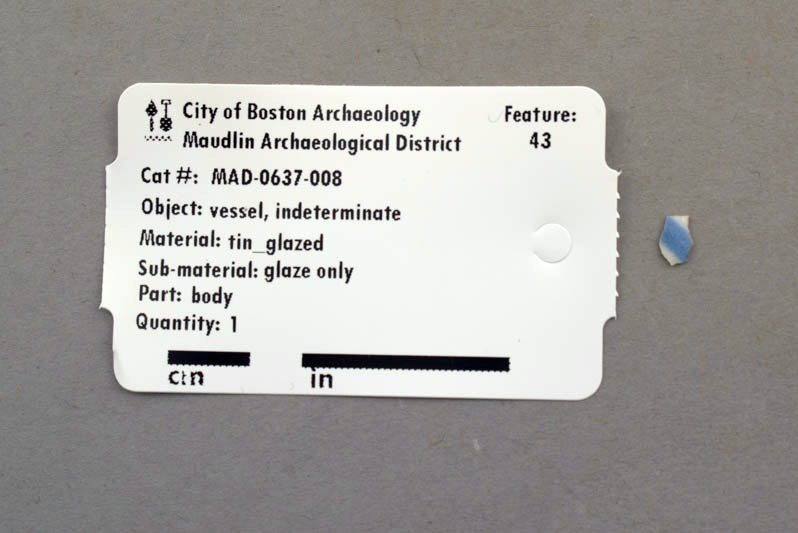 City of Boston Archaeology
Maudlin Archaeological District
Feature:
43
Cat #: MAD-0637-008
Object: vessel, indeterminate
Material: tin_glazed
Sub-material: glaze only
Part: body
Quantity: 1
cm
in